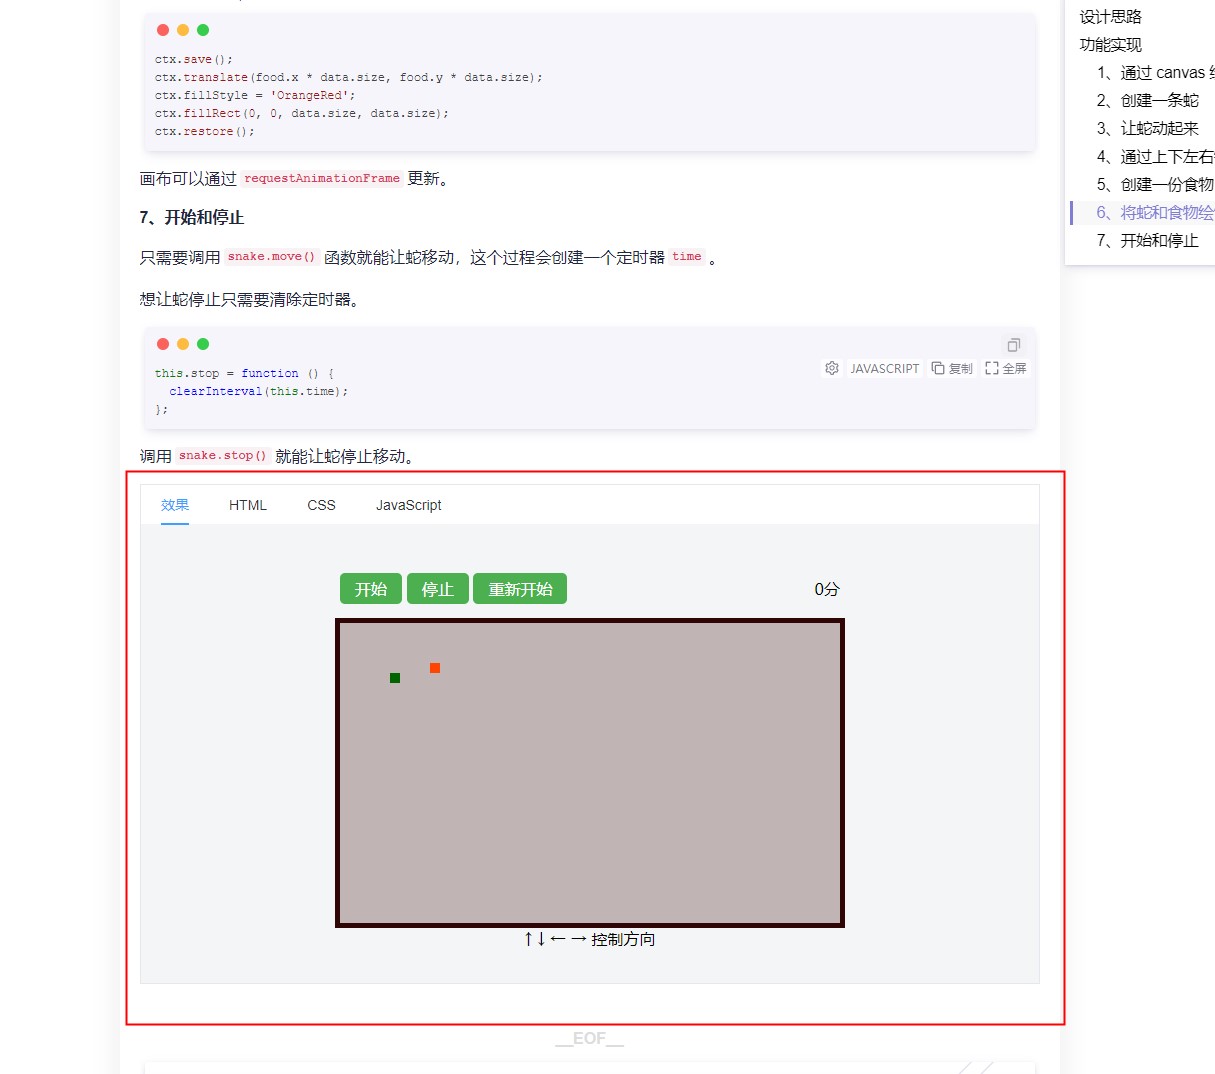 ctx.save();
ctx.translate(food.x * data.size, food.y * data.size);
ctx.fillStyle = 'OrangeRed';
ctx.fillRect(0, 0, data.size, data.size);
ctx.restore();
画布可以通过 requestAnimationFrame 更新。
7、开始和停止
只需要调用 snake.move() 函数就能让蛇移动，这个过程会创建一个定时器 time 。
想让蛇停止只需要清除定时器。
JAVASCRIPT 复制 全屏
this.stop = function () {
clearInterval(this.time);
};
调用 snake.stop() 就能让蛇停止移动。
效果 HTML CSS JavaScript
开始 停止 重新开始 0分
↑↓←→ 控制方向
__EOF__
设计思路
功能实现
1、通过 canvas
2、创建一条蛇
3、让蛇动起来
4、通过上下左右
5、创建一份食物
6、将蛇和食物绘
7、开始和停止